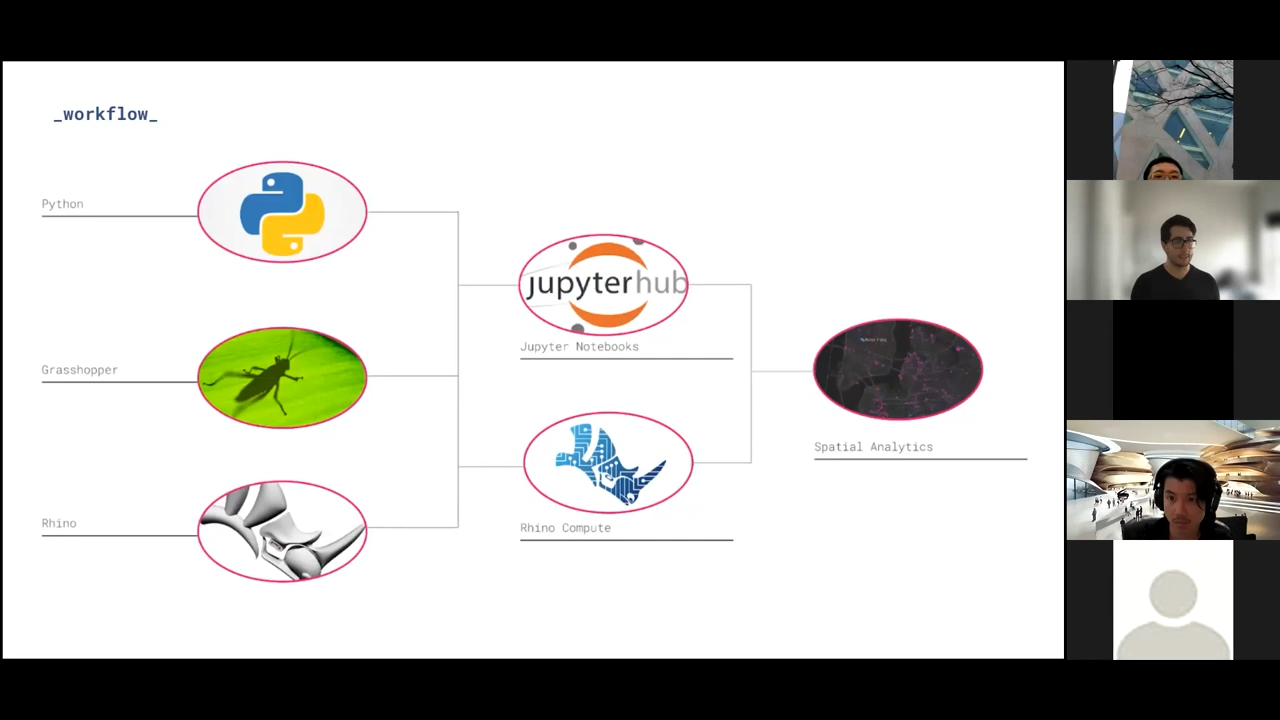 _workflow_
Python
Grasshopper
Rhino
jupyterhub
Jupyter Notebooks
Rhino Compute
Spatial Analytics